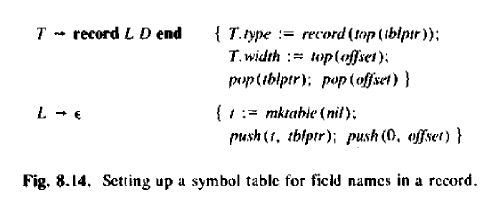 T → record L D end { T.type := record(top(tblptr));
T.width := top(offset);
pop(tblptr); pop(offset) }
L → ϵ { t := mktable(nil);
push(t, tblptr); push(0, offset) }
Fig. 8.14. Setting up a symbol table for field names in a record.